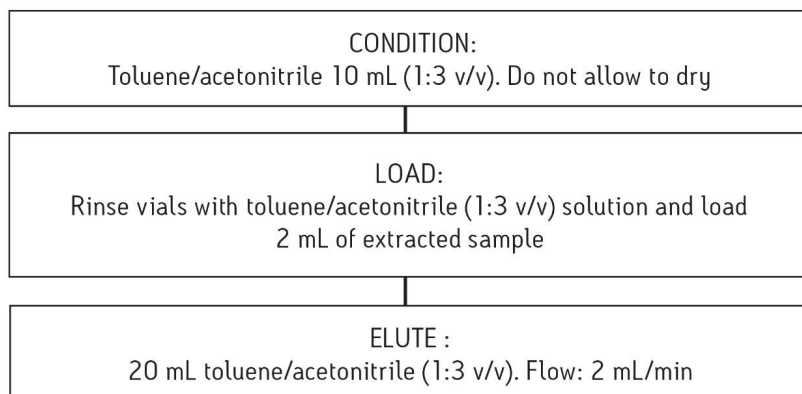 CONDITION:
Toluene/acetonitrile 10 mL (1:3 v/v). Do not allow to dry
LOAD:
Rinse vials with toluene/acetonitrile (1:3 v/v) solution and load
2 mL of extracted sample
ELUTE :
20 mL toluene/acetonitrile (1:3 v/v). Flow: 2 mL/min